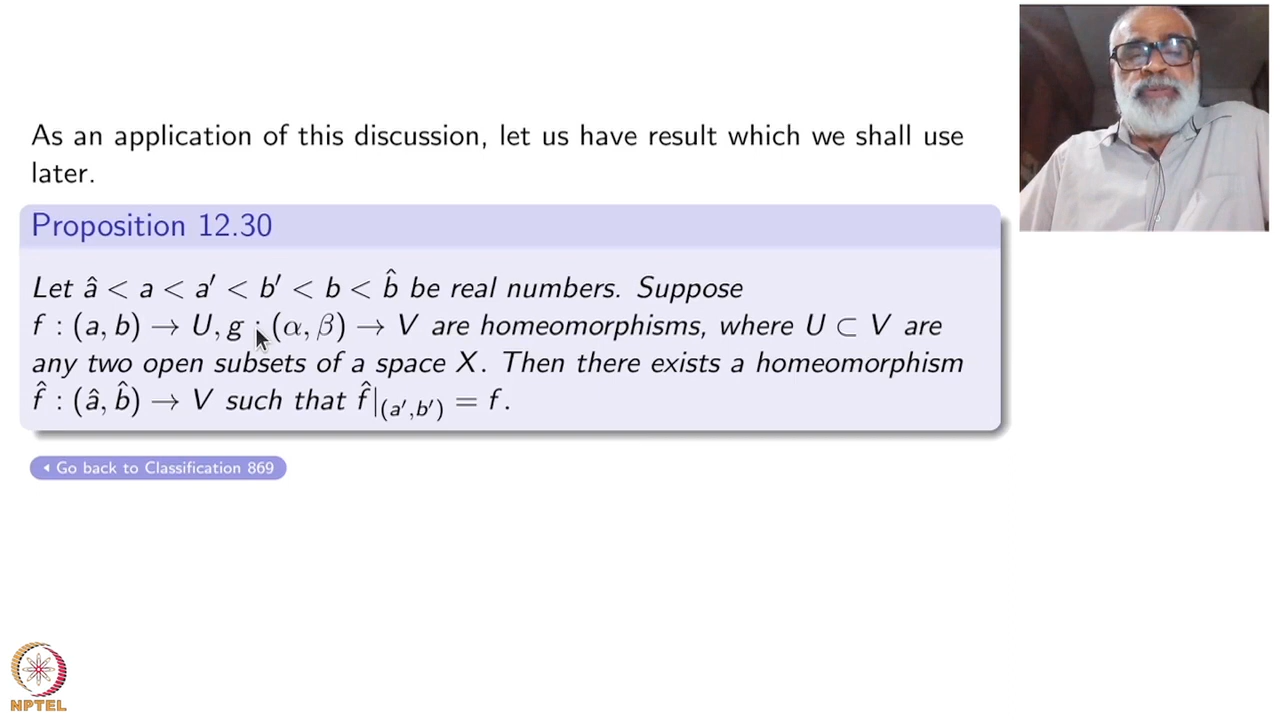 As an application of this discussion, let us have result which we shall use
later.
Proposition 12.30
Let â < a < a′ < b′ < b < b̂ be real numbers. Suppose
f : (a, b) → U, g : (α, β) → V are homeomorphisms, where U ⊂ V are
any two open subsets of a space X. Then there exists a homeomorphism
f̂ : (â, b̂) → V such that f̂|(a′,b′) = f.
Go back to Classification 869
NPTEL